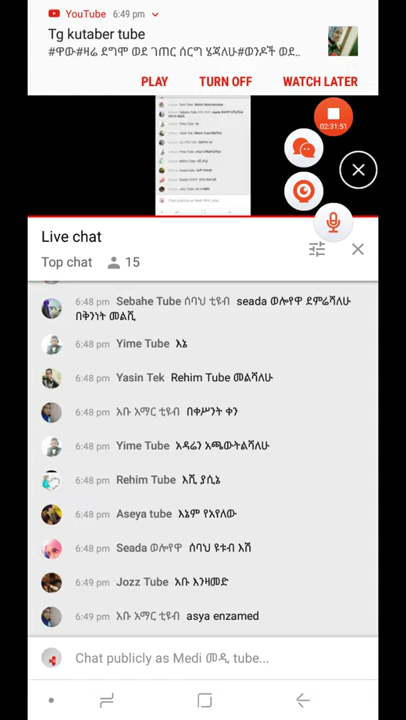 YouTube 6:49 pm
Tg kutaber tube
#ዋው#ዛሬ ደግሞ ወደ ገጠር ሰርግ ሄጃለሁ#ወንዶች ወደ..
PLAY TURN OFF WATCH LATER
02:31:51
Live chat
Top chat 15
6:48 pm Sebahe Tube ሰባህ ቲዩብ seada ወሎየዋ ደምሬሻለሁ
በቅንነት መልሺ
6:48 pm Yime Tube እኔ
6:48 pm Yasin Tek Rehim Tube መልሻለሁ
6:48 pm አቡ አማር ቲዩብ በቀሥንት ቀን
6:48 pm Yime Tube አዳሬን አጫውትልሻለሁ
6:48 pm Rehim Tube እሺ ያሲኔ
6:48 pm Aseya tube እኔም የአየለው
6:48 pm Seada ወሎየዋ ሰባህ ዩቱብ እሽ
6:49 pm Jozz Tube አቡ እንዛመድ
6:49 pm አቡ አማር ቲዩብ asya enzamed
Chat publicly as Medi መዲ tube...